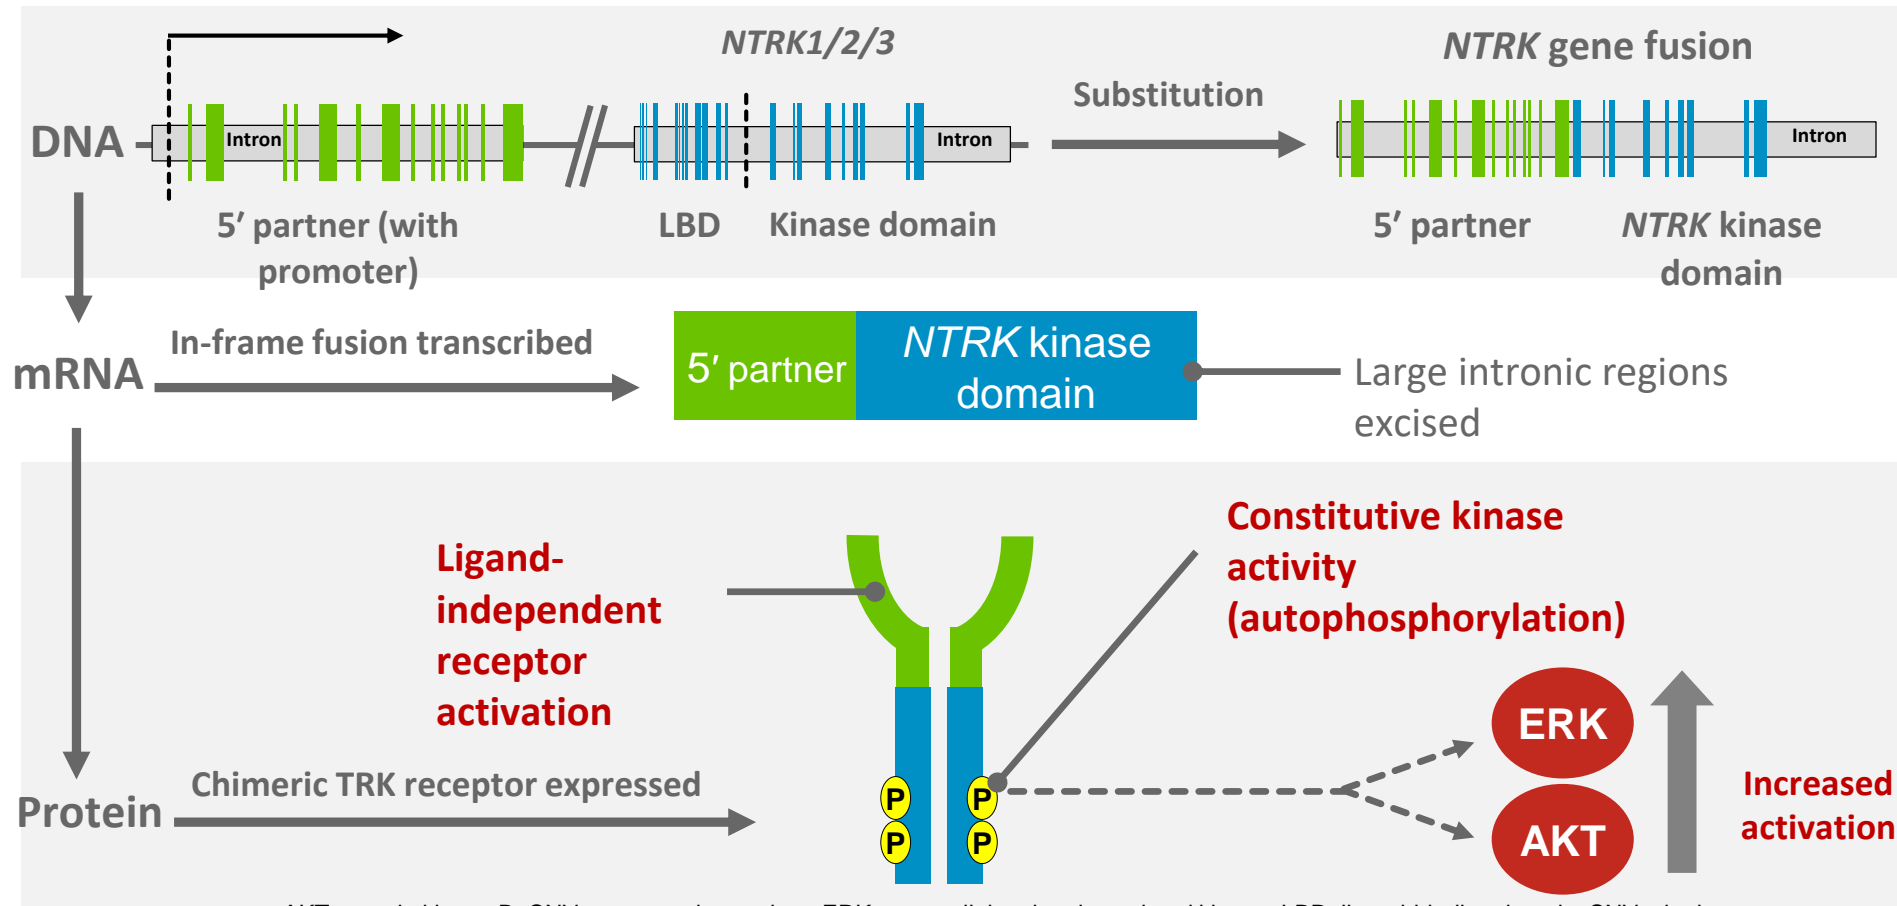 NTRK1/2/3
NTRK gene fusion
Substitution
DNA
Intron
Intron
Intron
5′ partner (with
promoter)
LBD
Kinase domain
5′ partner
NTRK kinase
domain
mRNA
In-frame fusion transcribed
5′ partner
NTRK kinase
domain
Large intronic regions
excised
Ligand-
independent
receptor
activation
Constitutive kinase
activity
(autophosphorylation)
Protein
Chimeric TRK receptor expressed
P
P
P
P
ERK
AKT
Increased
activation